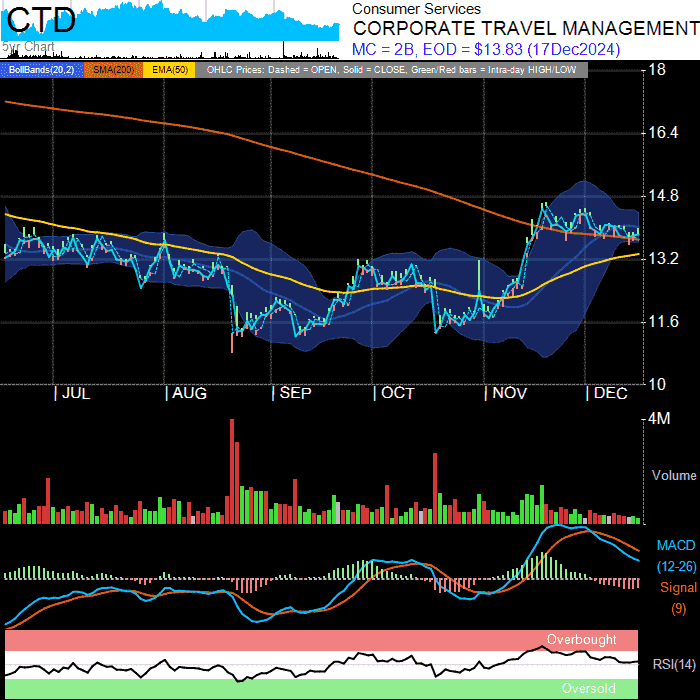 CTD
5yr Chart
Consumer Services
CORPORATE TRAVEL MANAGEMENT
MC = 2B, EOD = $13.83 (17Dec2024)
BollBands(20,2) SMA(200) EMA(50) OHLC Prices: Dashed = OPEN, Solid = CLOSE, Green/Red bars = Intra-day HIGH/LOW
18
16.4
14.8
13.2
11.6
10
| JUL | AUG | SEP | OCT | NOV | DEC
4M
Volume
MACD
(12-26)
Signal
(9)
Overbought
RSI(14)
Oversold